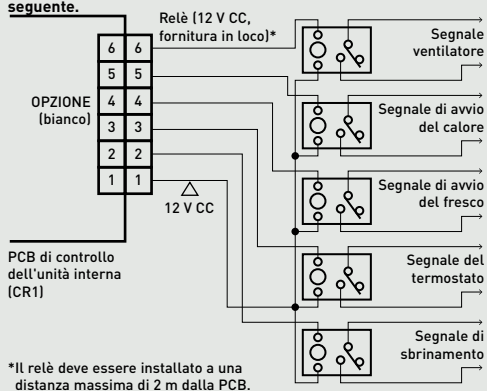 seguente.
Relè (12 V CC,
fornitura in loco)*
Segnale
ventilatore
6 6
5 5
4 4
3 3
2 2
1 1
OPZIONE
(bianco)
Segnale di avvio
del calore
Segnale di avvio
del fresco
12 V CC
PCB di controllo
dell'unità interna
(CR1)
Segnale del
termostato
Segnale di
sbrinamento
*Il relè deve essere installato a una
distanza massima di 2 m dalla PCB.